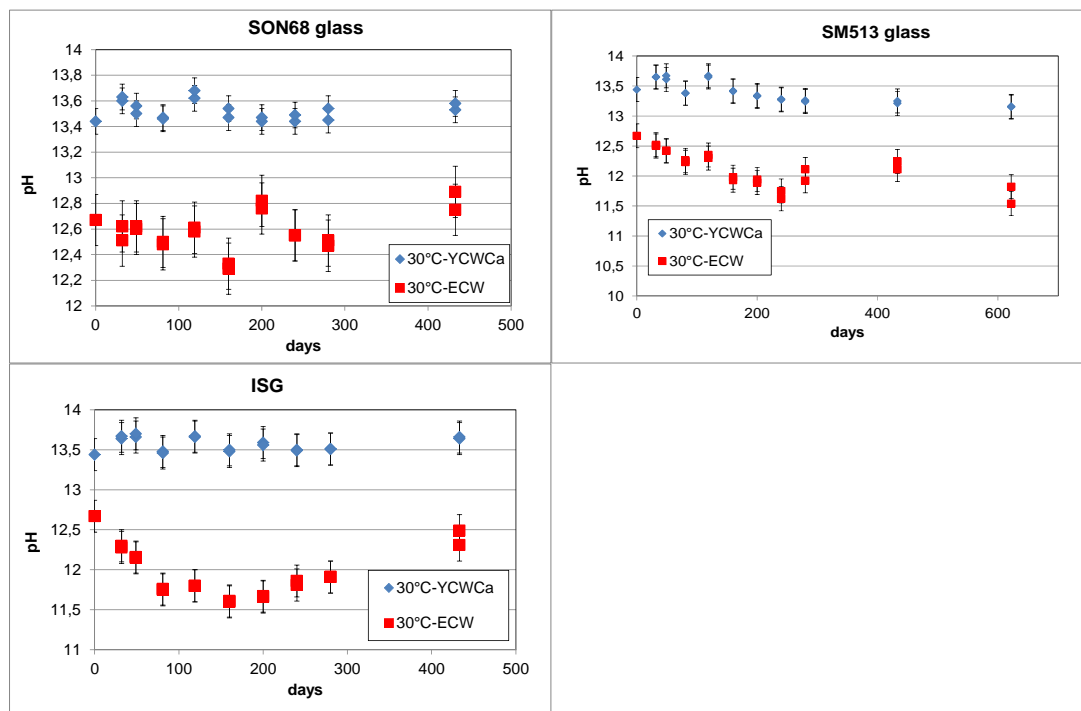 SON68 glass
14
13,8
13,6
13,4
13,2
13
12,8
12,6
12,4
12,2
12
pH
0 100 200 300 400 500
days
30°C-YCWCa
30°C-ECW
SM513 glass
14
13,5
13
12,5
12
11,5
11
10,5
10
pH
0 200 400 600
days
30°C-YCWCa
30°C-ECW
ISG
14
13,5
13
12,5
12
11,5
11
pH
0 100 200 300 400 500
days
30°C-YCWCa
30°C-ECW